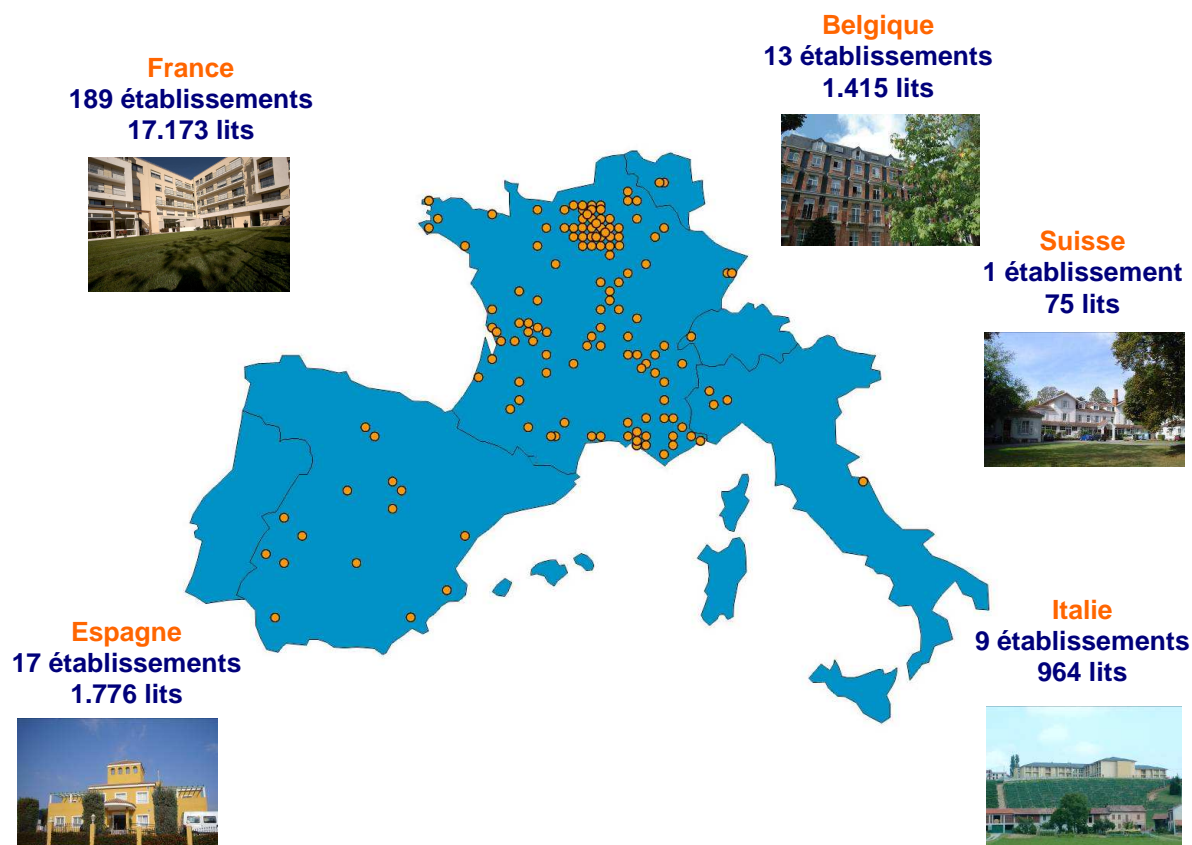 Belgique
13 établissements
1.415 lits
France
189 établissements
17.173 lits
Suisse
1 établissement
75 lits
Espagne
17 établissements
1.776 lits
Italie
9 établissements
964 lits